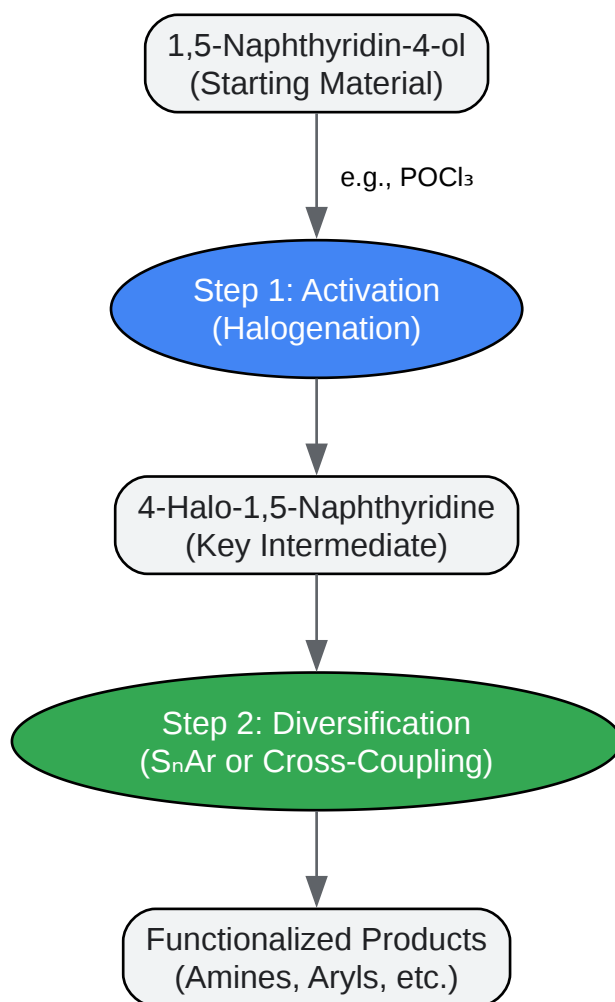 1,5-Naphthyridin-4-ol
(Starting Material)
e.g., POCl₃
Step 1: Activation
(Halogenation)
4-Halo-1,5-Naphthyridine
(Key Intermediate)
Step 2: Diversification
(SₙAr or Cross-Coupling)
Functionalized Products
(Amines, Aryls, etc.)